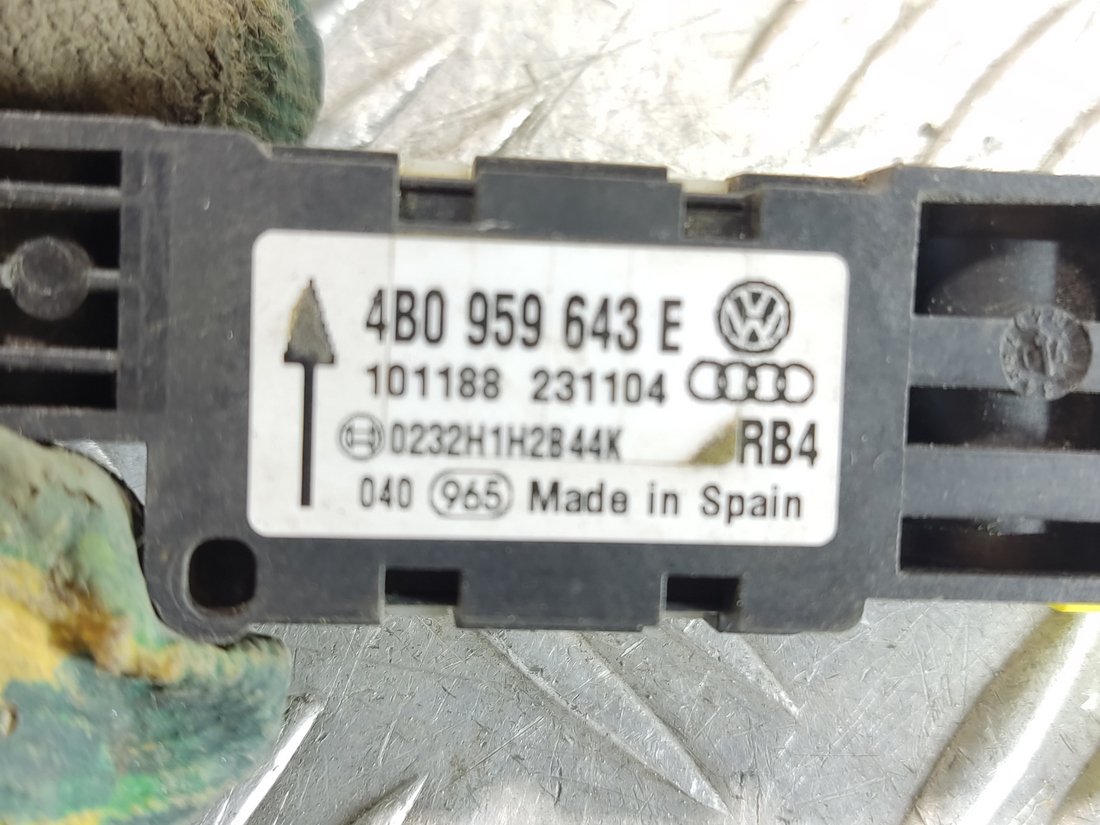 4B0 959 643 E
101188 231104
0232H1H2B44K RB4
040 965 Made in Spain